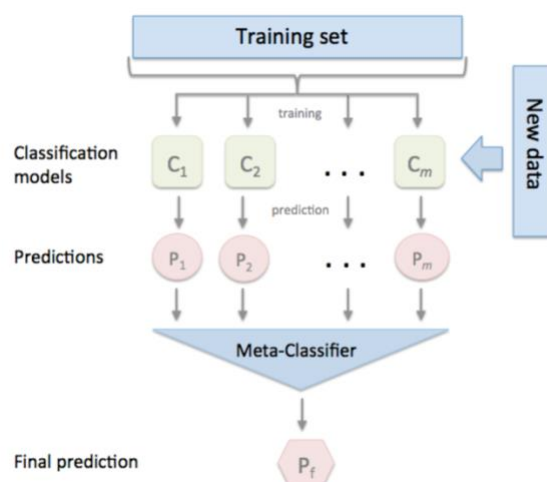 Training set
training
New data
Classification
models
C1 C2 . . . Cm
prediction
Predictions
P1 P2 . . . Pm
Meta-Classifier
Final prediction
Pf